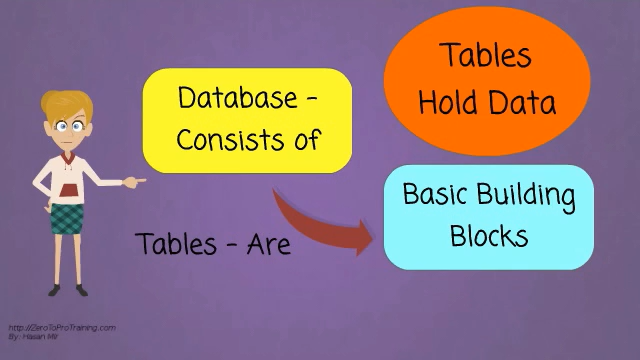 Database -
Consists of
Tables
Hold Data
Tables - Are
Basic Building
Blocks
http://ZeroToProTraining.com
By: Hasan Mir